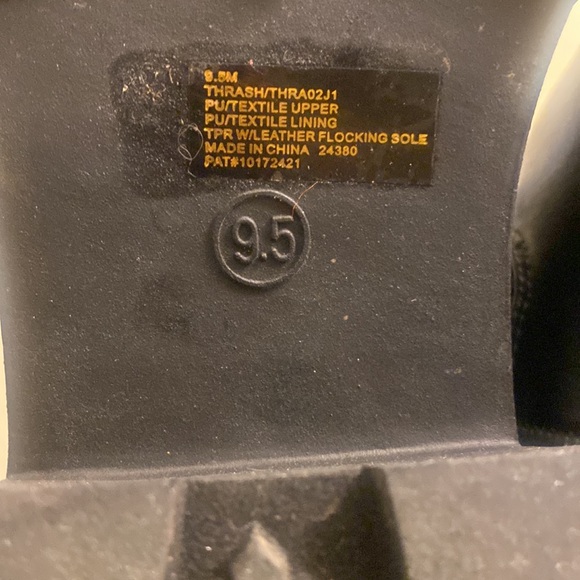 9.5M
THRASH/THRA02J1
PU/TEXTILE UPPER
PU/TEXTILE LINING
TPR W/LEATHER FLOCKING SOLE
MADE IN CHINA 24380
PAT#10172421
9.5